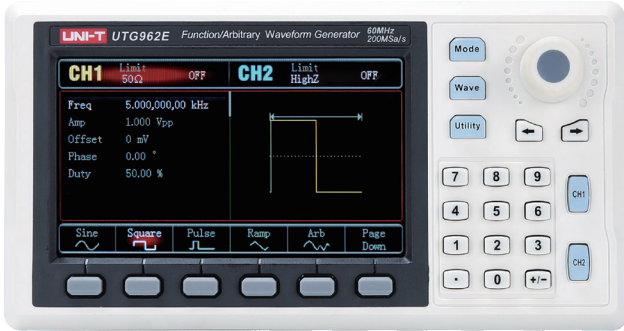 UNI-T UTG962E Function/Arbitrary Waveform Generator 60MHz 200MSa/s
CH1 Limit 50Ω OFF CH2 Limit HighZ OFF
Freq 5.000,000,00 kHz
Amp 1.000 Vpp
Offset 0 mV
Phase 0.00 °
Duty 50.00 %
Sine Square Pulse Ramp Arb Page Down
Mode
Wave
Utility
7 8 9
CH1
4 5 6
1 2 3
CH2
. 0 +/-